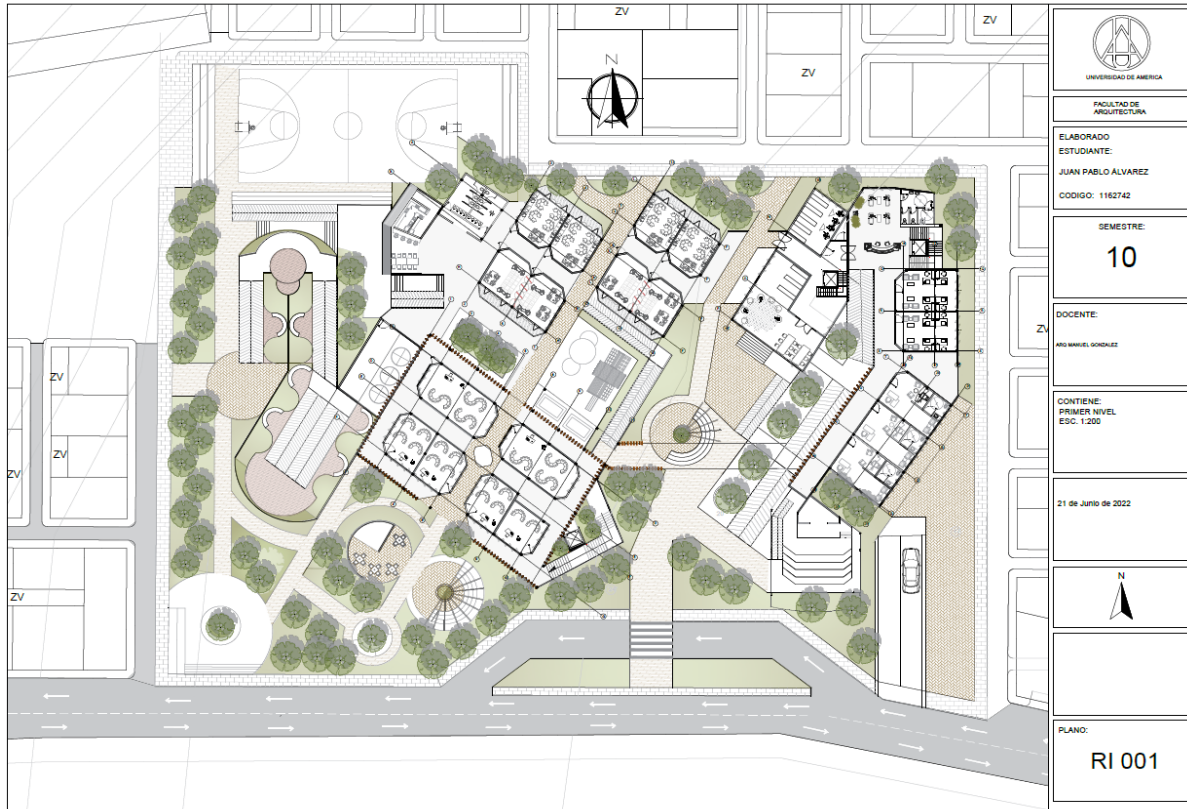 ZV
ZV
ZV
N
ZV
ZV
ZV
ZV
ZV
UNIVERSIDAD DE AMERICA
FACULTAD DE
ARQUITECTURA
ELABORADO
ESTUDIANTE:
JUAN PABLO ÁLVAREZ
CODIGO: 1162742
SEMESTRE:
10
DOCENTE:
ARQ MANUEL GONZALEZ
CONTIENE:
PRIMER NIVEL
ESC. 1:200
21 de Junio de 2022
N
PLANO:
RI 001